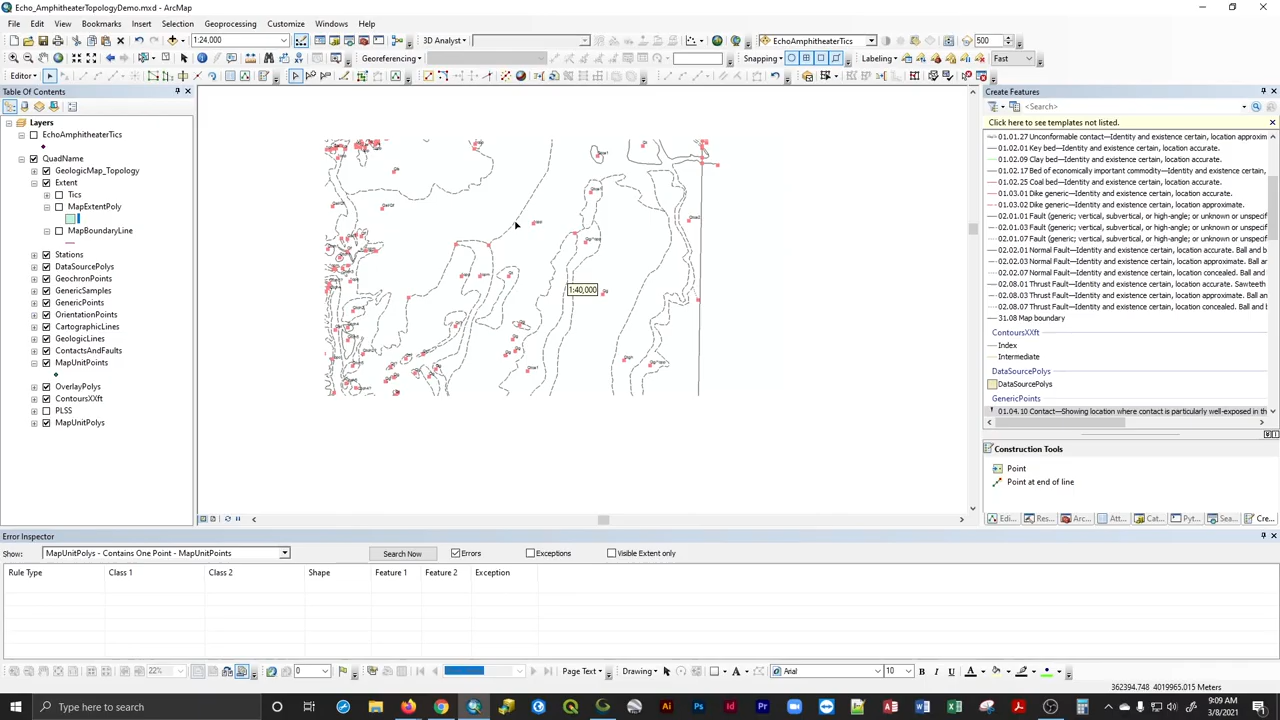 Echo_AmphitheaterTopologyDemo.mxd - ArcMap
File Edit View Bookmarks Insert Selection Geoprocessing Customize Windows Help
1:24,000 3D Analyst EchoAmphitheaterTics 500
Georeferencing Snapping Labeling Fast
Editor
Table Of Contents
Layers
EchoAmphitheaterTics
QuadName
GeologicMap_Topology
Extent
Tics
MapExtentPoly
MapBoundaryLine
Stations
DataSourcePolys
GeochronPoints
GenericSamples
GenericPoints
OrientationPoints
CartographicLines
GeologicLines
ContactsAndFaults
MapUnitPoints
OverlayPolys
ContoursXXft
PLSS
MapUnitPolys
1:40,000
Create Features
<Search>
Click here to see templates not listed.
01.01.27 Unconformable contact—Identity and existence certain, location approxim
01.02.01 Key bed—Identity and existence certain, location accurate.
01.02.09 Clay bed—Identity and existence certain, location accurate.
01.02.17 Bed of economically important commodity—Identity and existence certain, location accurate.
01.02.25 Coal bed—Identity and existence certain, location accurate.
01.03.01 Dike generic—Identity and existence certain, location accurate.
01.03.02 Dike generic—Identity and existence certain, location approximate.
02.01.01 Fault (generic; vertical, subvertical, or high-angle; or unknown or unspecif
02.01.03 Fault (generic; vertical, subvertical, or high-angle; or unknown or unspecif
02.01.07 Fault (generic; vertical, subvertical, or high-angle; or unknown or unspecif
02.02.01 Normal Fault—Identity and existence certain, location accurate. Ball and
02.02.03 Normal Fault—Identity and existence certain, location approximate. Ball a
02.02.07 Normal Fault—Identity and existence certain, location concealed. Ball and
02.08.01 Thrust Fault—Identity and existence certain, location accurate. Sawteeth
02.08.03 Thrust Fault—Identity and existence certain, location approximate. Ball and
02.08.07 Thrust Fault—Identity and existence certain, location concealed. Ball and
31.08 Map boundary
ContoursXXft
Index
Intermediate
DataSourcePolys
DataSourcePolys
GenericPoints
01.04.10 Contact—Showing location where contact is particularly well-exposed in th
Construction Tools
Point
Point at end of line
Edi... Res... Arc... Att... Cat... Pyt... Sea... Cre...
Error Inspector
Show: MapUnitPolys - Contains One Point - MapUnitPoints Search Now Errors Exceptions Visible Extent only
Rule Type Class 1 Class 2 Shape Feature 1 Feature 2 Exception
22% 0 Page Text Drawing Arial 10 B I U A
362394.748 4019965.015 Meters
Type here to search
9:09 AM
3/8/2021